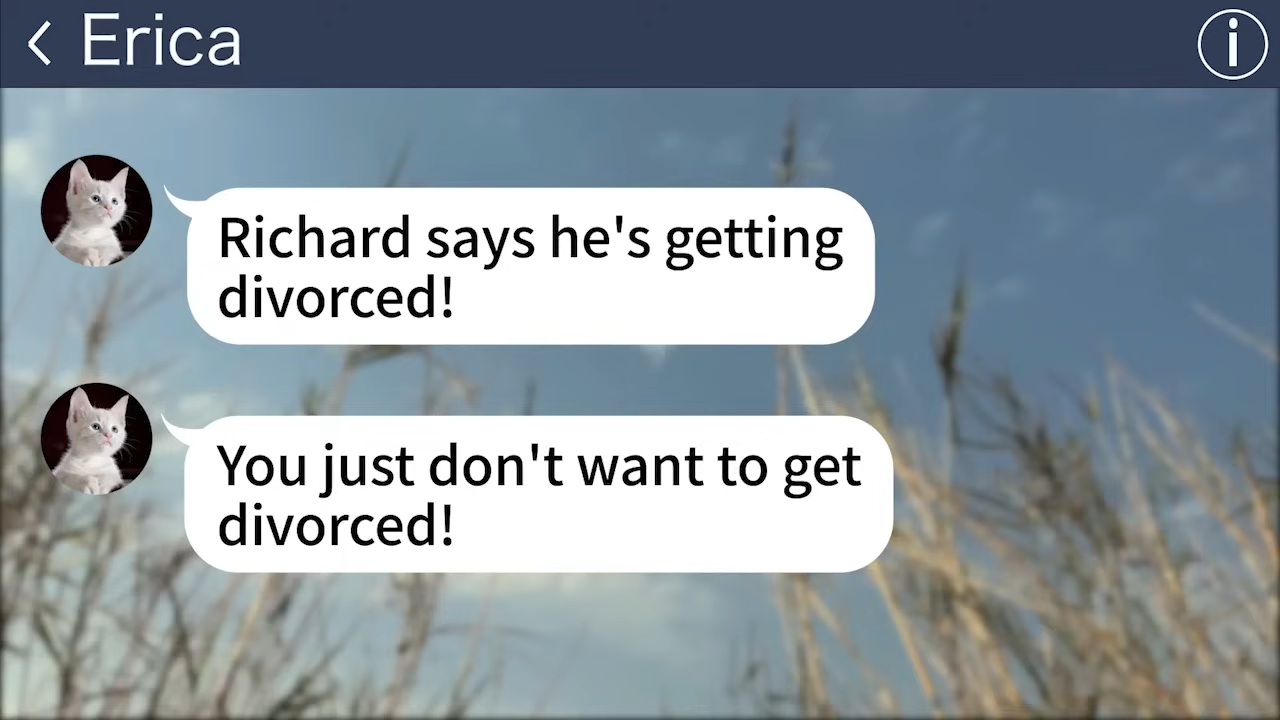 Erica
Richard says he's getting
divorced!
You just don't want to get
divorced!